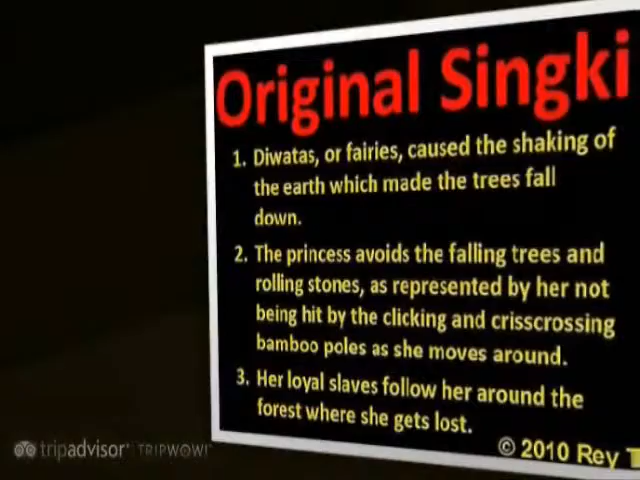 Original Singki
1. Diwatas, or fairies, caused the shaking of
the earth which made the trees fall
down.
2. The princess avoids the falling trees and
rolling stones, as represented by her not
being hit by the clicking and crisscrossing
bamboo poles as she moves around.
3. Her loyal slaves follow her around the
forest where she gets lost.
© 2010 Rey
tripadvisor TRIPWOW!